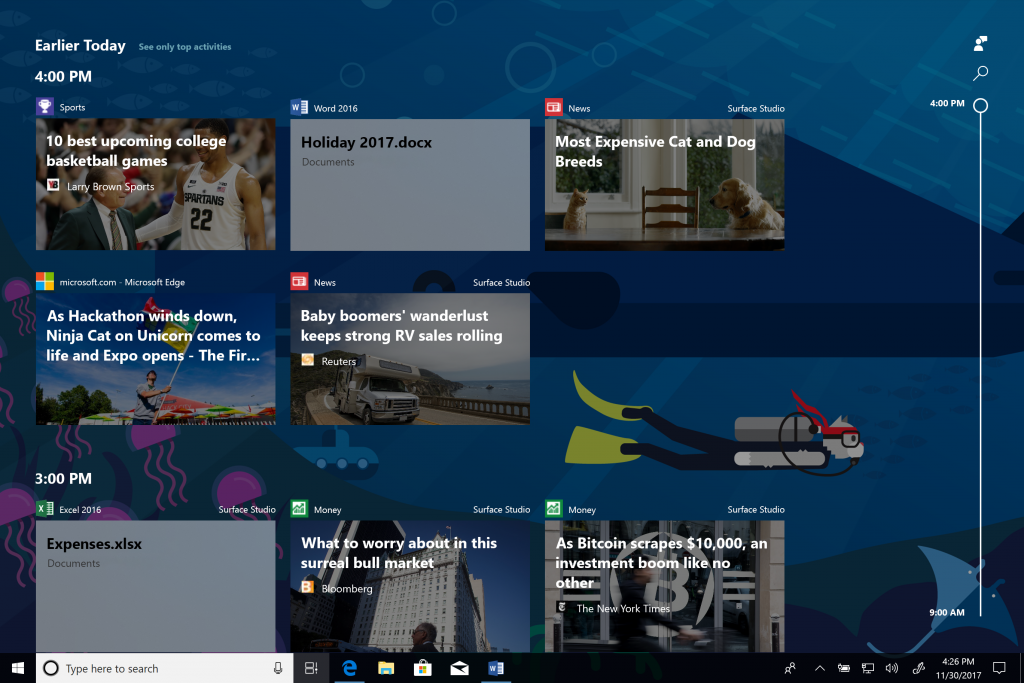 Earlier Today See only top activities
4:00 PM
4:00 PM
Sports
10 best upcoming college
basketball games
Larry Brown Sports
SPARTANS
22
Word 2016
Holiday 2017.docx
Documents
News Surface Studio
Most Expensive Cat and Dog
Breeds
microsoft.com - Microsoft Edge
As Hackathon winds down,
Ninja Cat on Unicorn comes to
life and Expo opens - The Fir...
News Surface Studio
Baby boomers' wanderlust
keeps strong RV sales rolling
Reuters
3:00 PM
Excel 2016 Surface Studio
Expenses.xlsx
Documents
Money Surface Studio
What to worry about in this
surreal bull market
B Bloomberg
Money Surface Studio
As Bitcoin scrapes $10,000, an
investment boom like no
other
The New York Times
B
9:00 AM
Type here to search
4:26 PM
11/30/2017